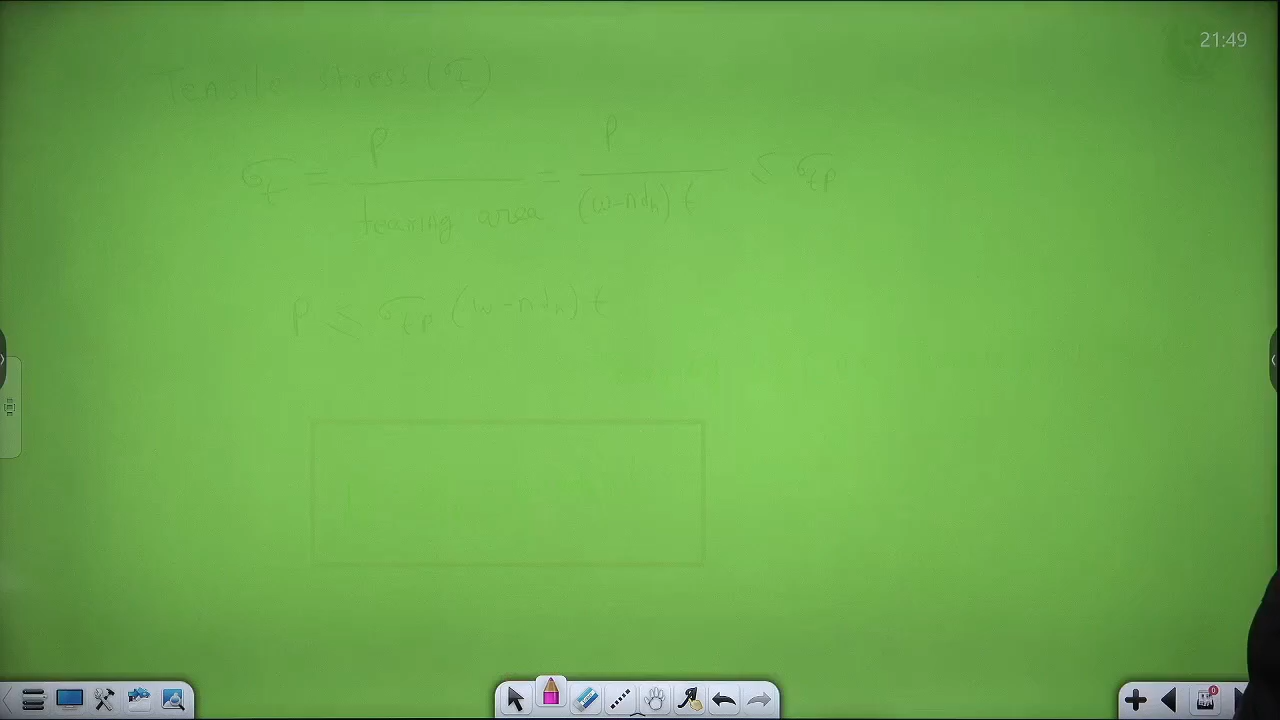 21:49
Tensile stress (σt)
σt = P / tearing area = P / (w-ndh) t ≤ σtp
P ≤ σtp (w-ndh) t